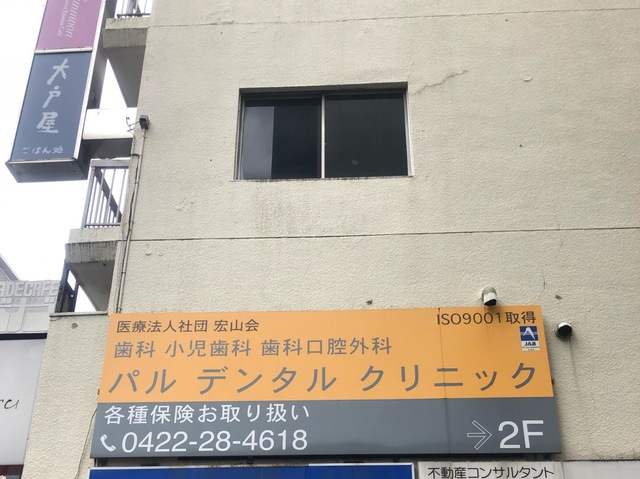 大戸屋
ごはん処
医療法人社団 宏山会
ISO9001取得
JAB
歯科 小児歯科 歯科口腔外科
パル デンタル クリニック
各種保険お取り扱い
0422-28-4618
2F
不動産コンサルタント